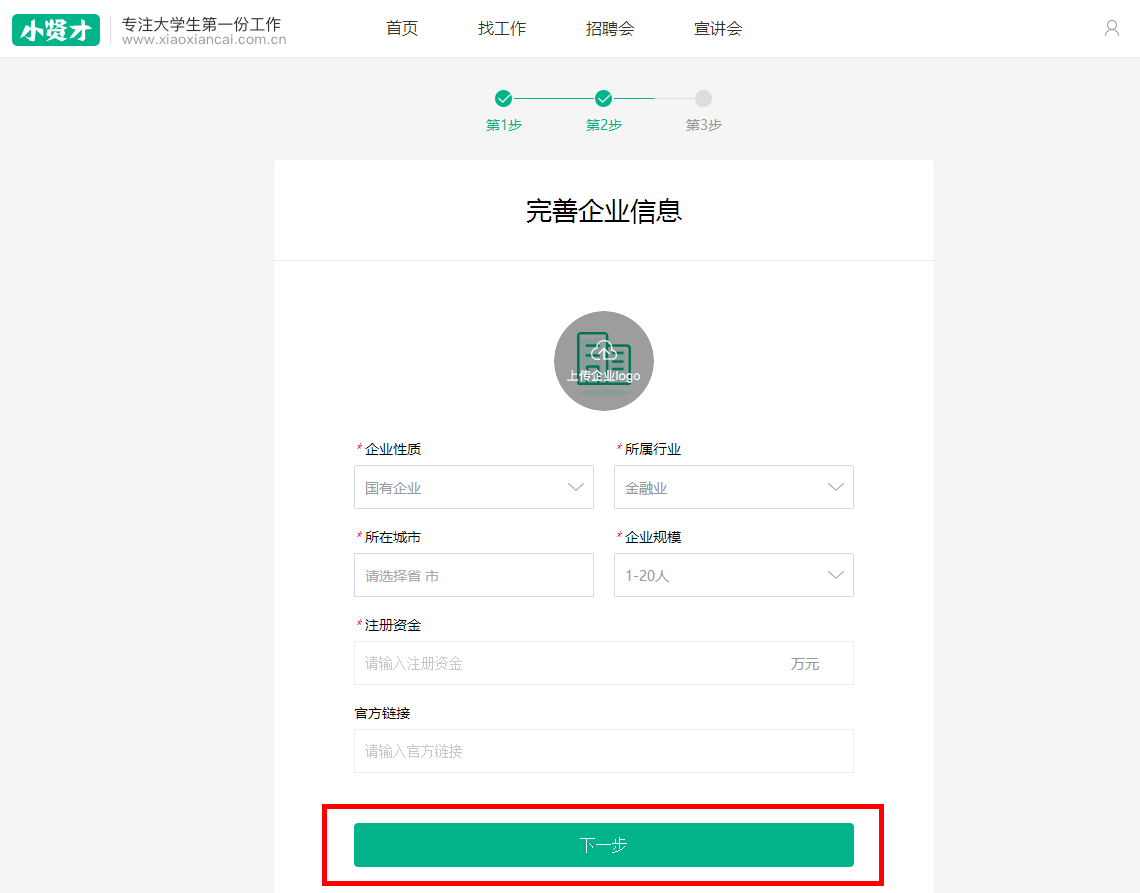 小贤才
专注大学生第一份工作
www.xiaoxiancai.com.cn
首页 找工作 招聘会 宣讲会
第1步 第2步 第3步
完善企业信息
上传企业logo
*企业性质 *所属行业
国有企业 金融业
*所在城市 *企业规模
请选择省 市 1-20人
*注册资金
请输入注册资金 万元
官方链接
请输入官方链接
下一步